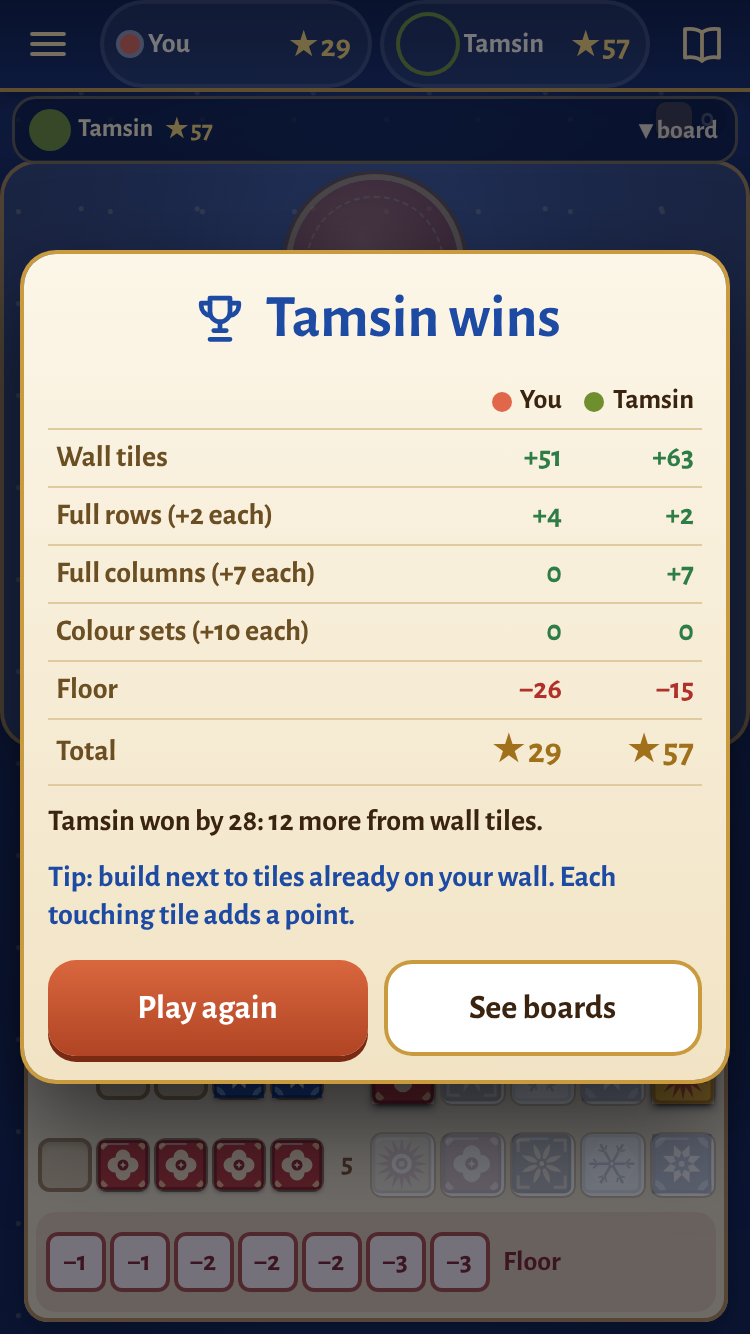 You ★29 Tamsin ★57
Tamsin ★57 ▼board
Tamsin wins
You Tamsin
Wall tiles +51 +63
Full rows (+2 each) +4 +2
Full columns (+7 each) 0 +7
Colour sets (+10 each) 0 0
Floor −26 −15
Total ★29 ★57
Tamsin won by 28: 12 more from wall tiles.
Tip: build next to tiles already on your wall. Each
touching tile adds a point.
Play again See boards
5
−1 −1 −2 −2 −2 −3 −3 Floor